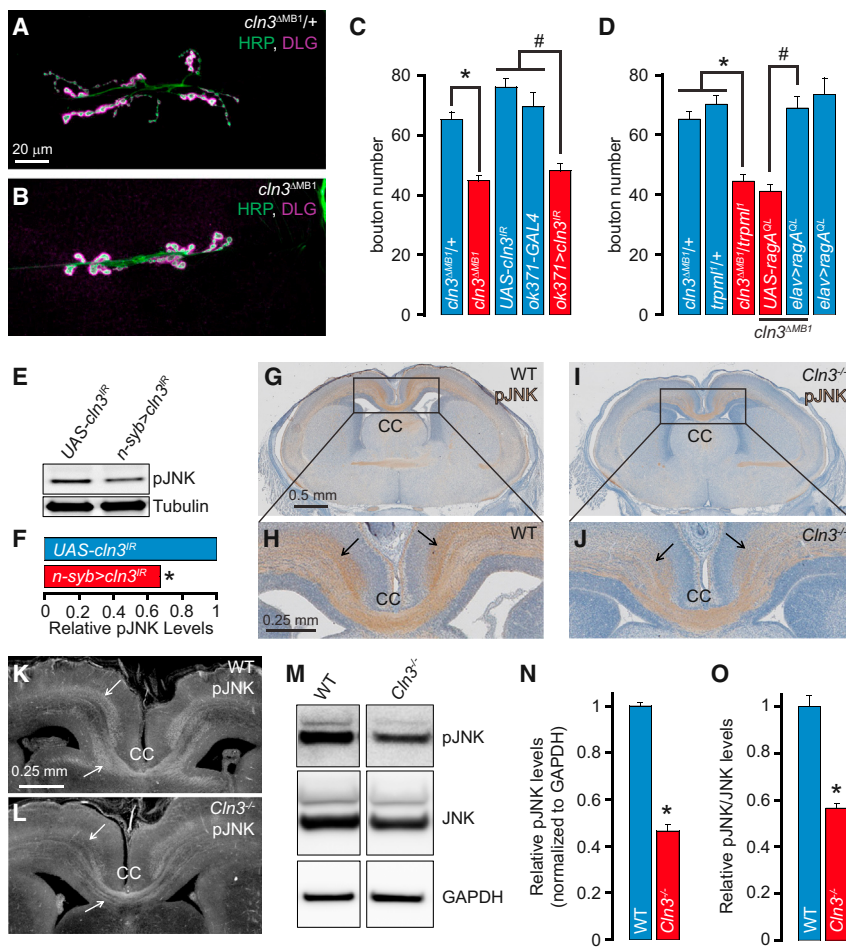 A
cln3ΔMB1/+
HRP, DLG
20 μm
B
cln3ΔMB1
HRP, DLG
C
bouton number
80
60
40
20
0
*
#
cln3ΔMB1/+
cln3ΔMB1
UAS-cln3IR
ok371-GAL4
ok371>cln3IR
D
bouton number
80
60
40
20
0
*
#
cln3ΔMB1/+
trpml1/+
cln3ΔMB1/trpml1
UAS-ragAQL
elav>ragAQL
elav>ragAQL
cln3ΔMB1
E
UAS-cln3IR
n-syb>cln3IR
pJNK
Tubulin
F
UAS-cln3IR
n-syb>cln3IR
*
0 0.2 0.4 0.6 0.8 1
Relative pJNK Levels
G
WT
pJNK
CC
0.5 mm
H
WT
CC
0.25 mm
I
Cln3-/-
pJNK
CC
J
Cln3-/-
CC
K
WT
pJNK
CC
0.25 mm
L
Cln3-/-
pJNK
CC
M
WT
Cln3-/-
pJNK
JNK
GAPDH
N
Relative pJNK levels
(normalized to GAPDH)
1
0.8
0.6
0.4
0.2
0
*
WT
Cln3-/-
O
Relative pJNK/JNK levels
1
0.8
0.6
0.4
0.2
0
*
WT
Cln3-/-